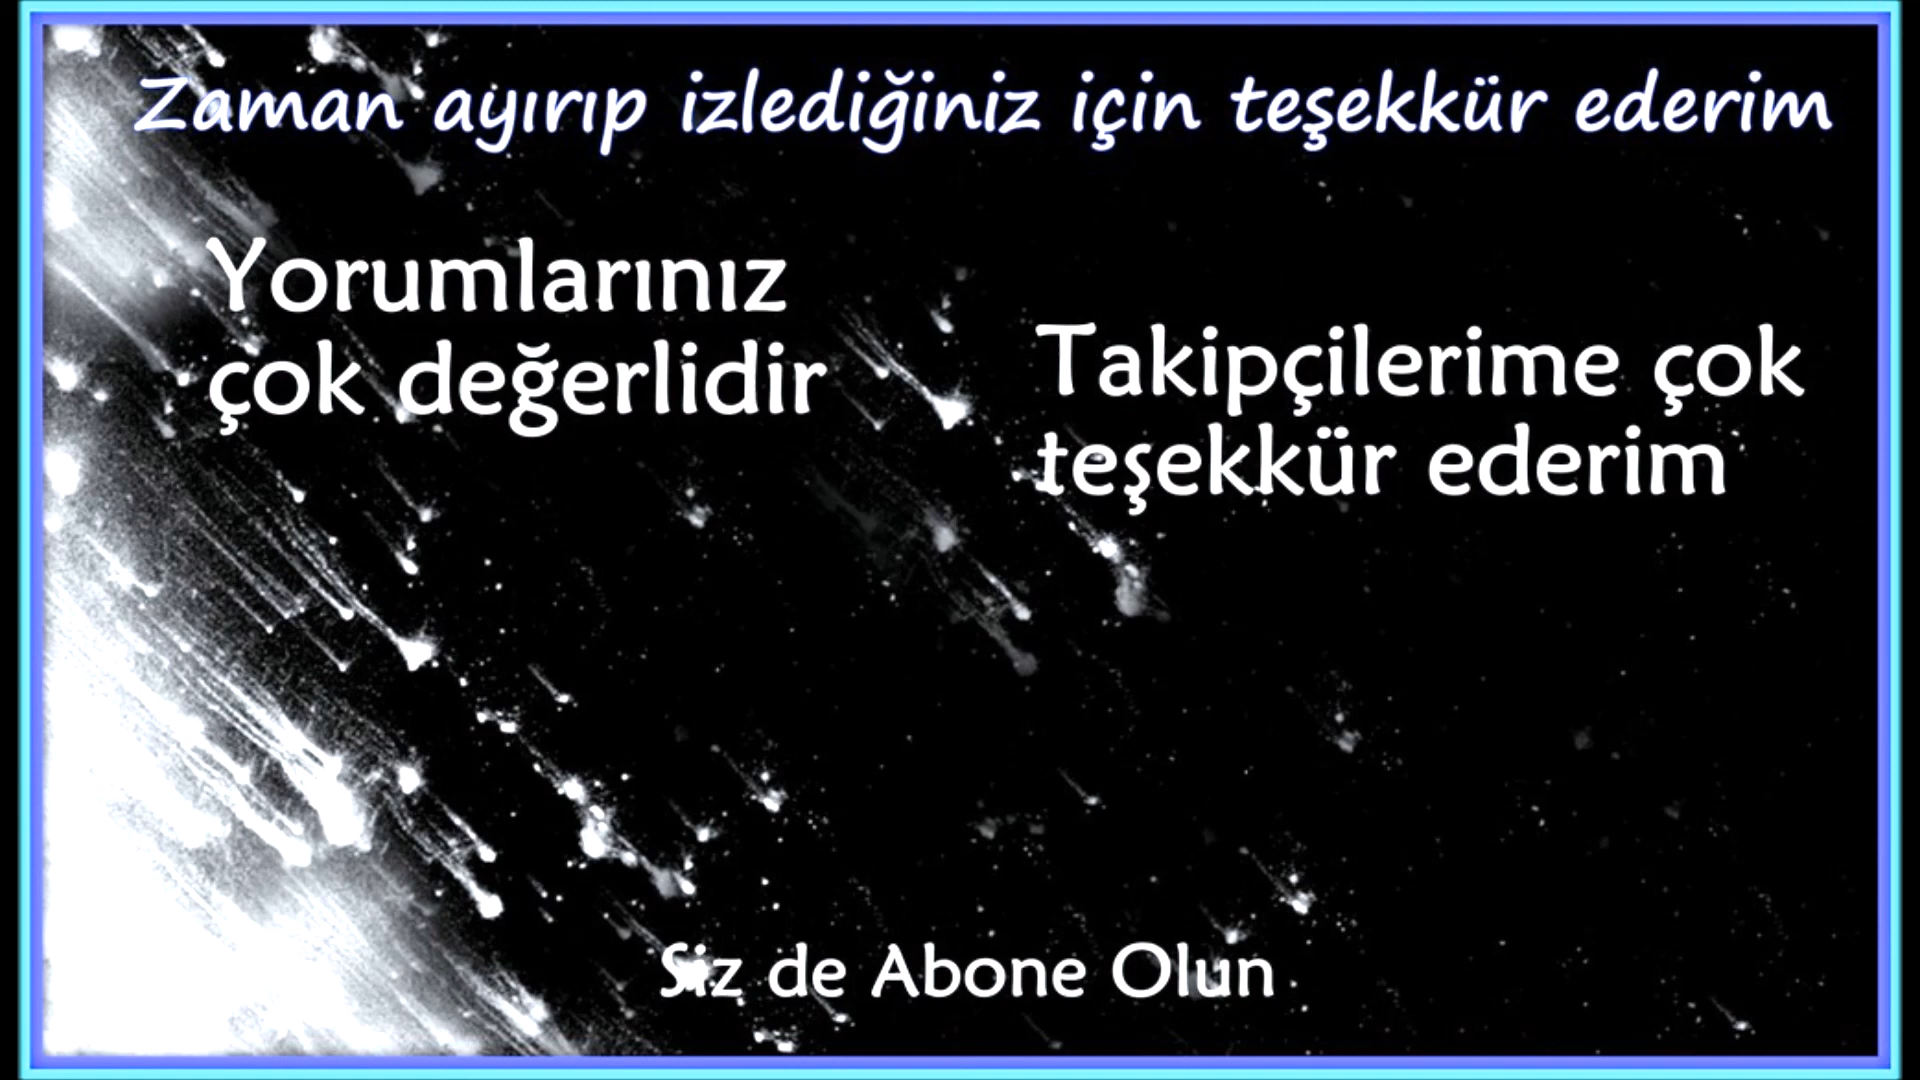 Zaman ayırıp izlediğiniz için teşekkür ederim
Yorumlarınız
çok değerlidir
Takipçilerime çok
teşekkür ederim
Siz de Abone Olun